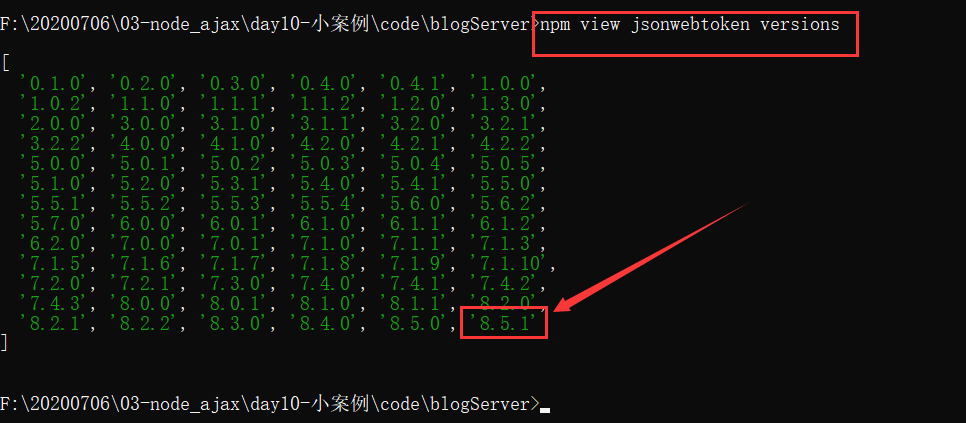 F:\20200706\03-node_ajax\day10-小案例\code\blogServer>npm view jsonwebtoken versions
[
'0.1.0', '0.2.0', '0.3.0', '0.4.0', '0.4.1', '1.0.0',
'1.0.2', '1.1.0', '1.1.1', '1.1.2', '1.2.0', '1.3.0',
'2.0.0', '3.0.0', '3.1.0', '3.1.1', '3.2.0', '3.2.1',
'3.2.2', '4.0.0', '4.1.0', '4.2.0', '4.2.1', '4.2.2',
'5.0.0', '5.0.1', '5.0.2', '5.0.3', '5.0.4', '5.0.5',
'5.1.0', '5.2.0', '5.3.1', '5.4.0', '5.4.1', '5.5.0',
'5.5.1', '5.5.2', '5.5.3', '5.5.4', '5.6.0', '5.6.2',
'5.7.0', '6.0.0', '6.0.1', '6.1.0', '6.1.1', '6.1.2',
'6.2.0', '7.0.0', '7.0.1', '7.1.0', '7.1.1', '7.1.3',
'7.1.5', '7.1.6', '7.1.7', '7.1.8', '7.1.9', '7.1.10',
'7.2.0', '7.2.1', '7.3.0', '7.4.0', '7.4.1', '7.4.2',
'7.4.3', '8.0.0', '8.0.1', '8.1.0', '8.1.1', '8.2.0',
'8.2.1', '8.2.2', '8.3.0', '8.4.0', '8.5.0', '8.5.1'
]
F:\20200706\03-node_ajax\day10-小案例\code\blogServer>